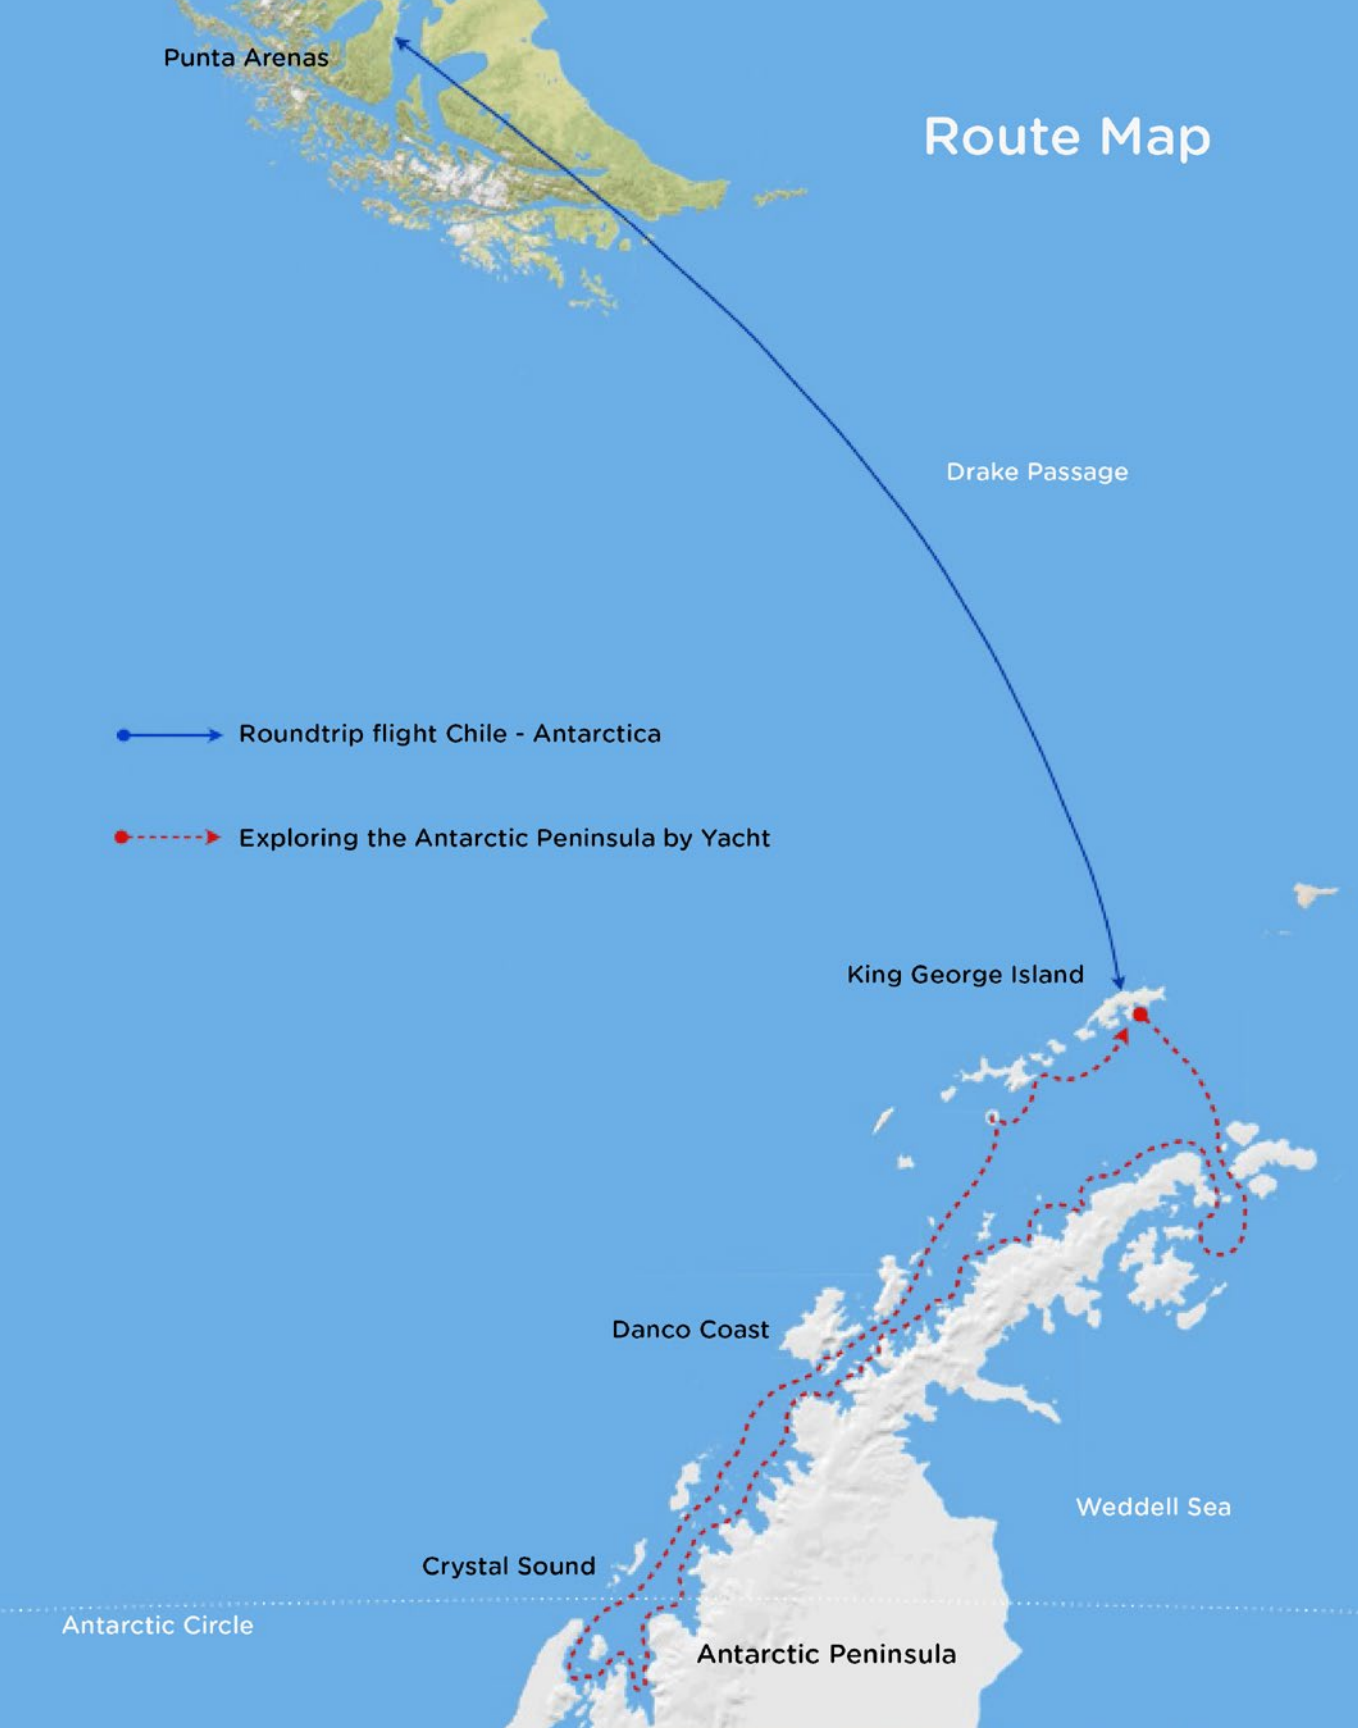 Punta Arenas
Route Map
Drake Passage
Roundtrip flight Chile - Antarctica
Exploring the Antarctic Peninsula by Yacht
King George Island
Danco Coast
Weddell Sea
Crystal Sound
Antarctic Circle
Antarctic Peninsula